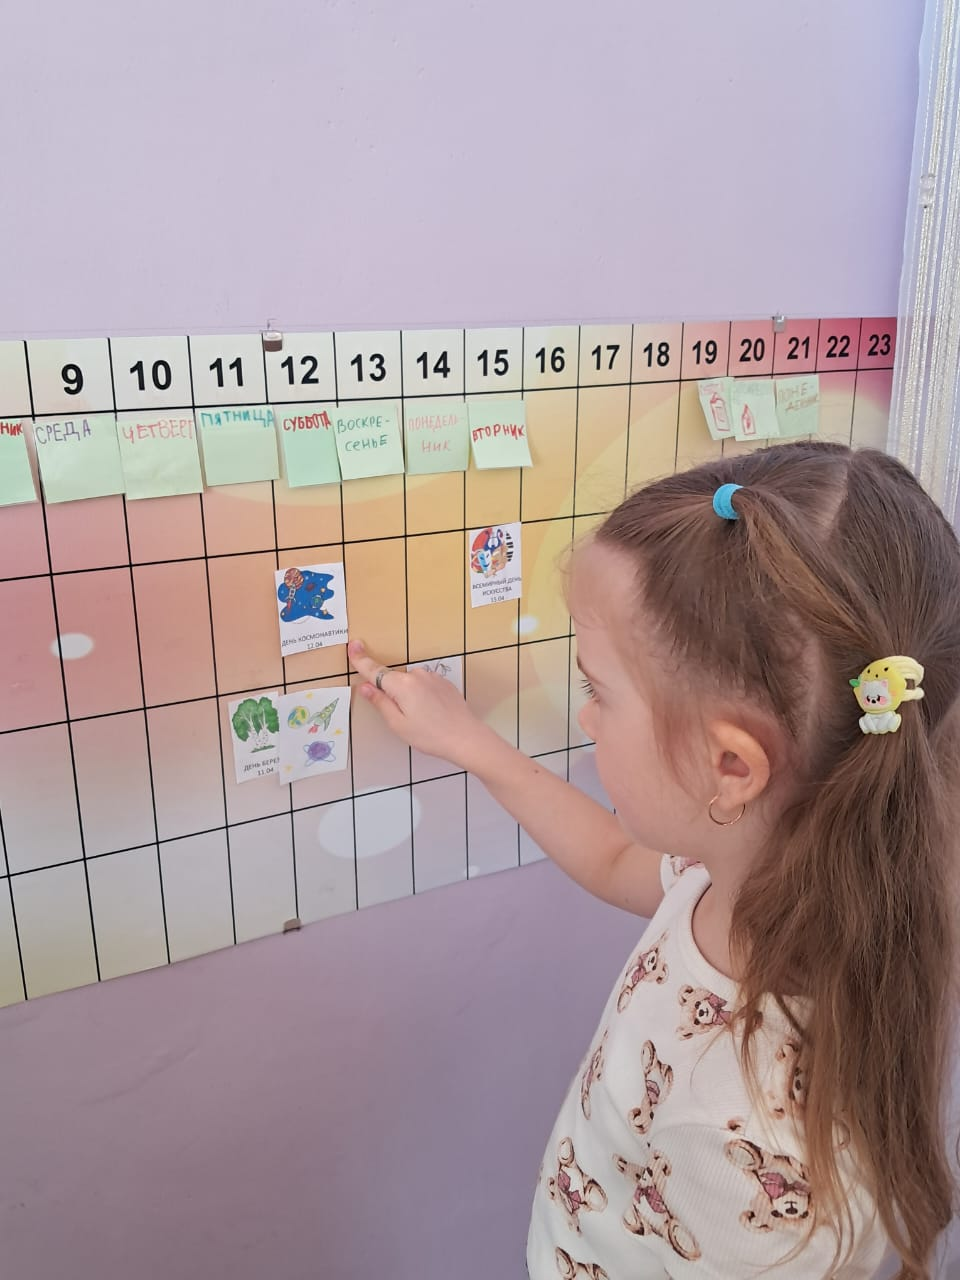 9 10 11 12 13 14 15 16 17 18 19 20 21 22 23
НИК
СРЕДА
ЧЕТВЕРГ
ПЯТНИЦА
СУББОТА
ВОСКРЕ-
СЕНЬЕ
ПОНЕДЕЛЬ
НИК
ВТОРНИК
ПОНЕ-
ДЕЛЬНИК
ДЕНЬ КОСМОНАВТИКИ
12.04
ВСЕМИРНЫЙ ДЕНЬ
ИСКУССТВА
15.04
ДЕНЬ БЕРЕЗ
11.04